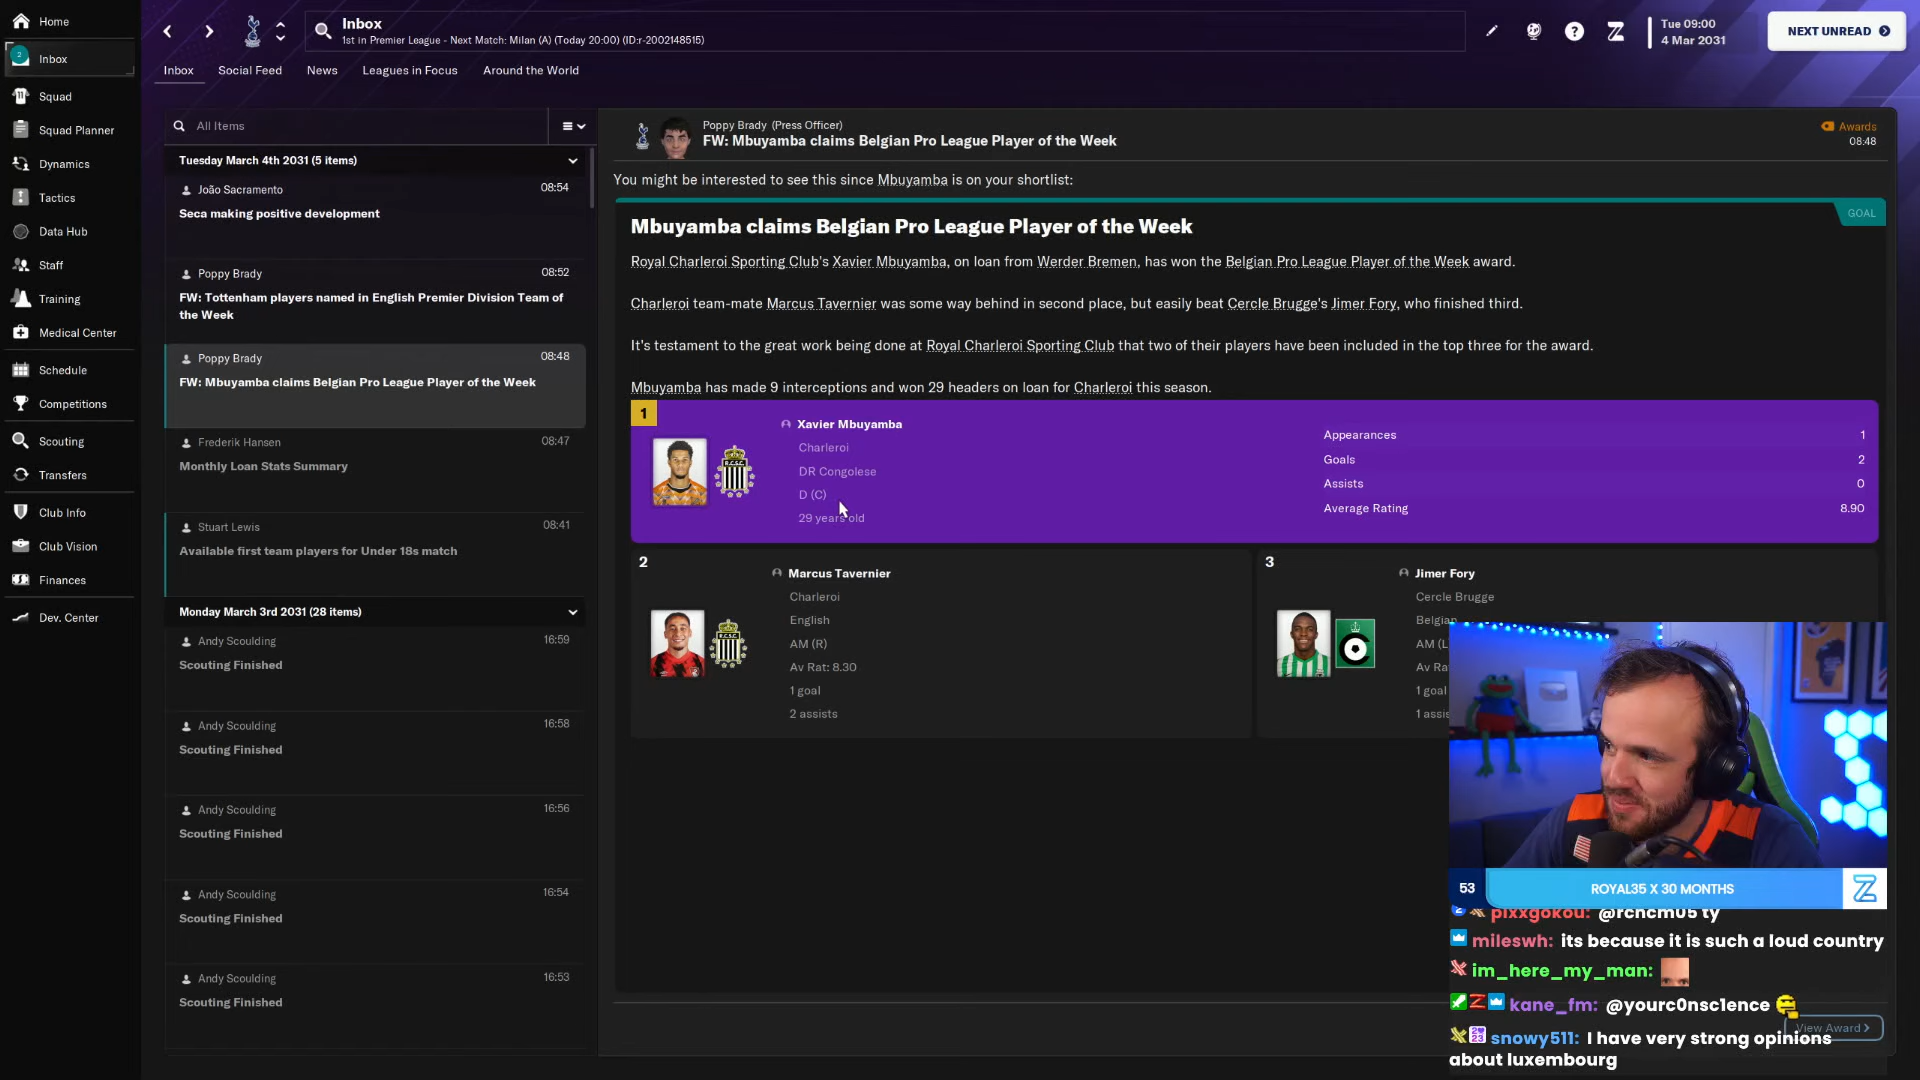 Home
2
Inbox
Squad
Squad Planner
Dynamics
Tactics
Data Hub
Staff
Training
Medical Center
Schedule
Competitions
Scouting
Transfers
Club Info
Club Vision
Finances
Dev. Center
Inbox
1st in Premier League - Next Match: Milan (A) (Today 20:00) (ID:r-2002148515)
Tue 09:00
4 Mar 2031
NEXT UNREAD
Inbox
Social Feed
News
Leagues in Focus
Around the World
All Items
Tuesday March 4th 2031 (5 items)
João Sacramento 08:54
Seca making positive development
Poppy Brady 08:52
FW: Tottenham players named in English Premier Division Team of
the Week
Poppy Brady 08:48
FW: Mbuyamba claims Belgian Pro League Player of the Week
Frederik Hansen 08:47
Monthly Loan Stats Summary
Stuart Lewis 08:41
Available first team players for Under 18s match
Monday March 3rd 2031 (28 items)
Andy Scoulding 16:59
Scouting Finished
Andy Scoulding 16:58
Scouting Finished
Andy Scoulding 16:56
Scouting Finished
Andy Scoulding 16:54
Scouting Finished
Andy Scoulding 16:53
Scouting Finished
Poppy Brady (Press Officer)
FW: Mbuyamba claims Belgian Pro League Player of the Week
Awards
08:48
You might be interested to see this since Mbuyamba is on your shortlist:
GOAL
Mbuyamba claims Belgian Pro League Player of the Week
Royal Charleroi Sporting Club's Xavier Mbuyamba, on loan from Werder Bremen, has won the Belgian Pro League Player of the Week award.
Charleroi team-mate Marcus Tavernier was some way behind in second place, but easily beat Cercle Brugge's Jimer Fory, who finished third.
It's testament to the great work being done at Royal Charleroi Sporting Club that two of their players have been included in the top three for the award.
Mbuyamba has made 9 interceptions and won 29 headers on loan for Charleroi this season.
1
Xavier Mbuyamba
Charleroi
DR Congolese
D (C)
29 years old
Appearances 1
Goals 2
Assists 0
Average Rating 8.90
2
Marcus Tavernier
Charleroi
English
AM (R)
Av Rat: 8.30
1 goal
2 assists
3
Jimer Fory
Cercle Brugge
Belgian
AM (L
Av Ra
1 goal
1 assis
53
ROYAL35 X 30 MONTHS
pixxgokou: @rchcm05 ty
mileswh: its because it is such a loud country
im_here_my_man:
kane_fm: @yourc0nsc1ence
View Award
snowy511: I have very strong opinions
about luxembourg